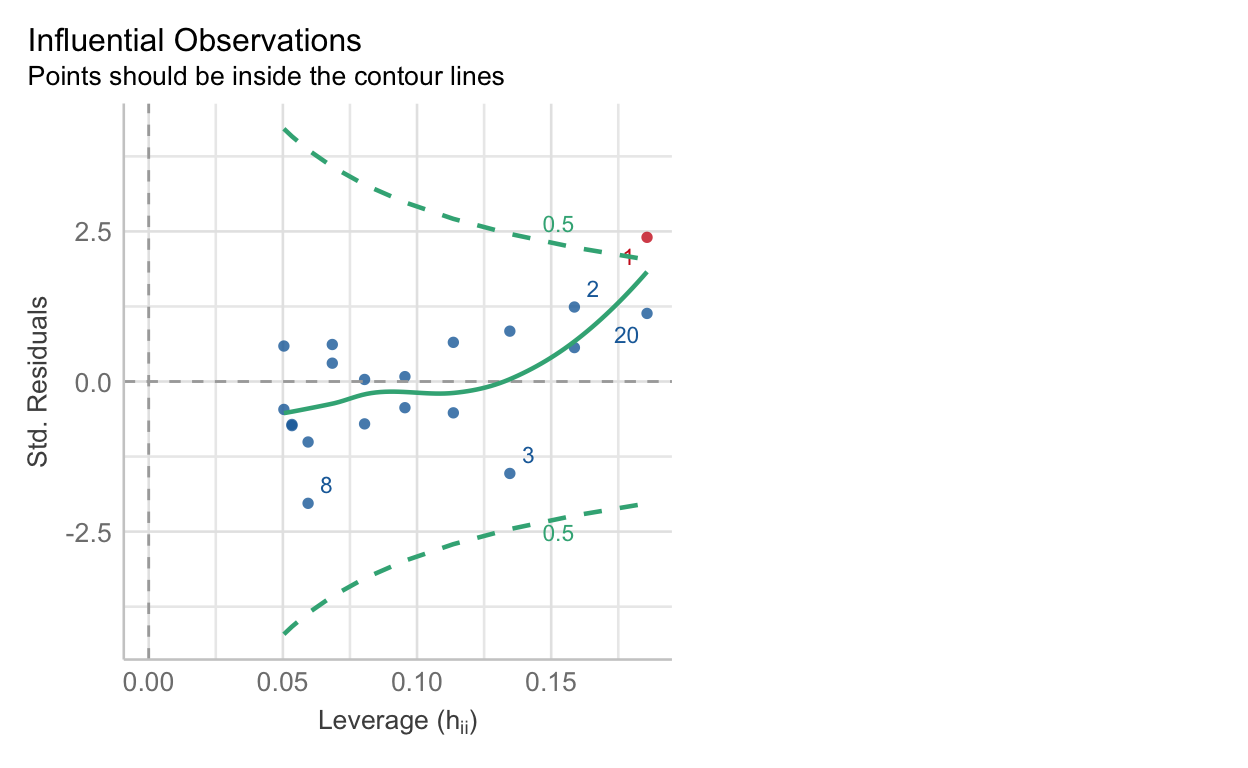 Influential Observations
Points should be inside the contour lines
2.5
0.0
-2.5
0.5
1
2
20
3
8
0.5
0.00 0.05 0.10 0.15
Std. Residuals
Leverage (hii)